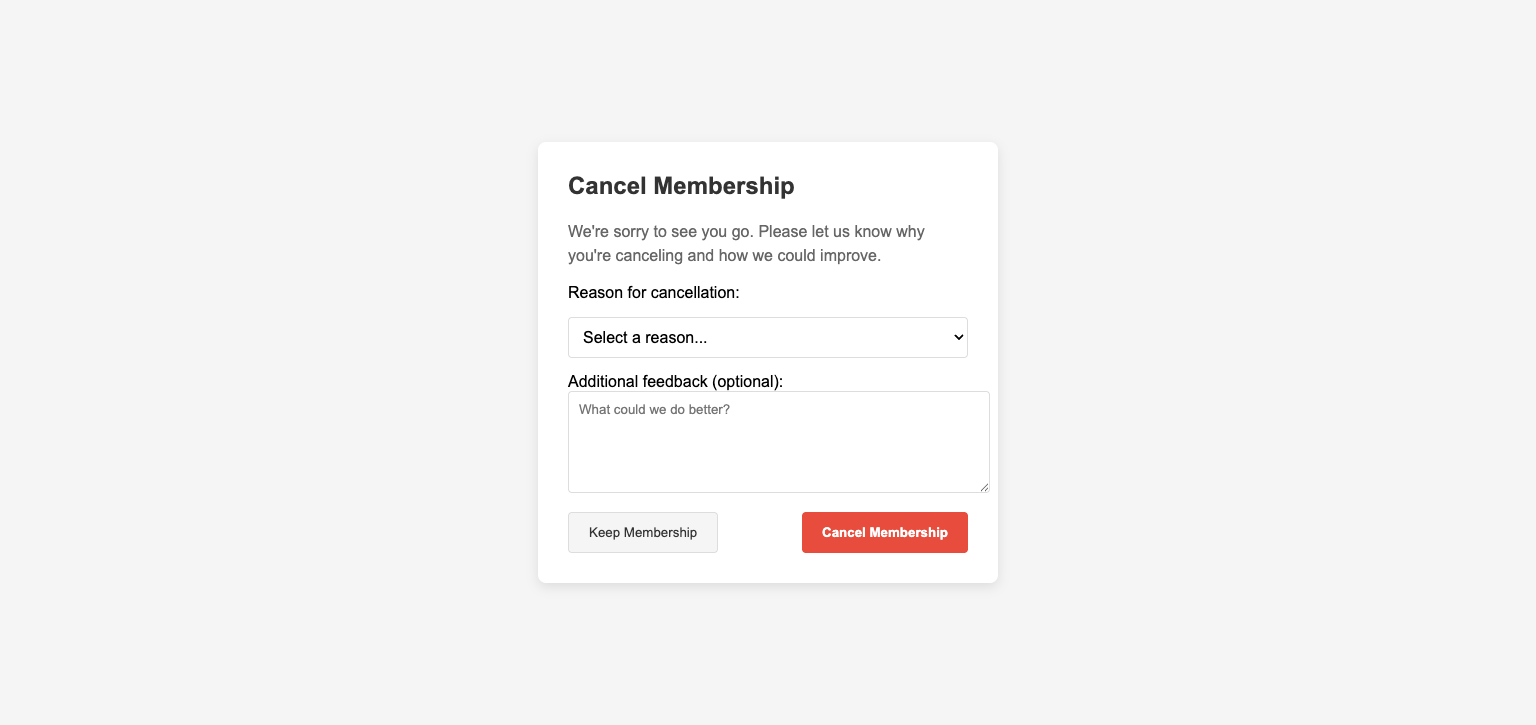 Cancel Membership
We're sorry to see you go. Please let us know why
you're canceling and how we could improve.
Reason for cancellation:
Select a reason...
Additional feedback (optional):
What could we do better?
Keep Membership
Cancel Membership